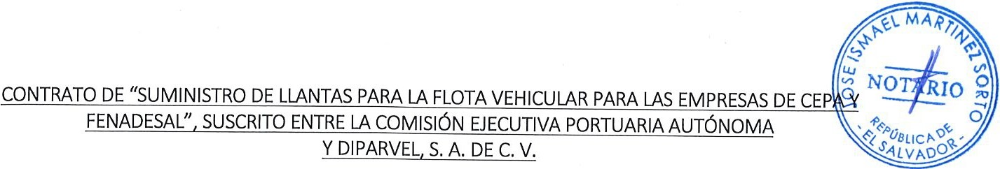 CONTRATO DE “SUMINISTRO DE LLANTAS PARA LA FLOTA VEHICULAR PARA LAS EMPRESAS DE CEPA Y
FENADESAL”, SUSCRITO ENTRE LA COMISIÓN EJECUTIVA PORTUARIA AUTÓNOMA
Y DIPARVEL, S. A. DE C. V.
JOSE ISMAEL MARTINEZ SORTO
NOTARIO
REPÚBLICA DE
- EL SALVADOR -